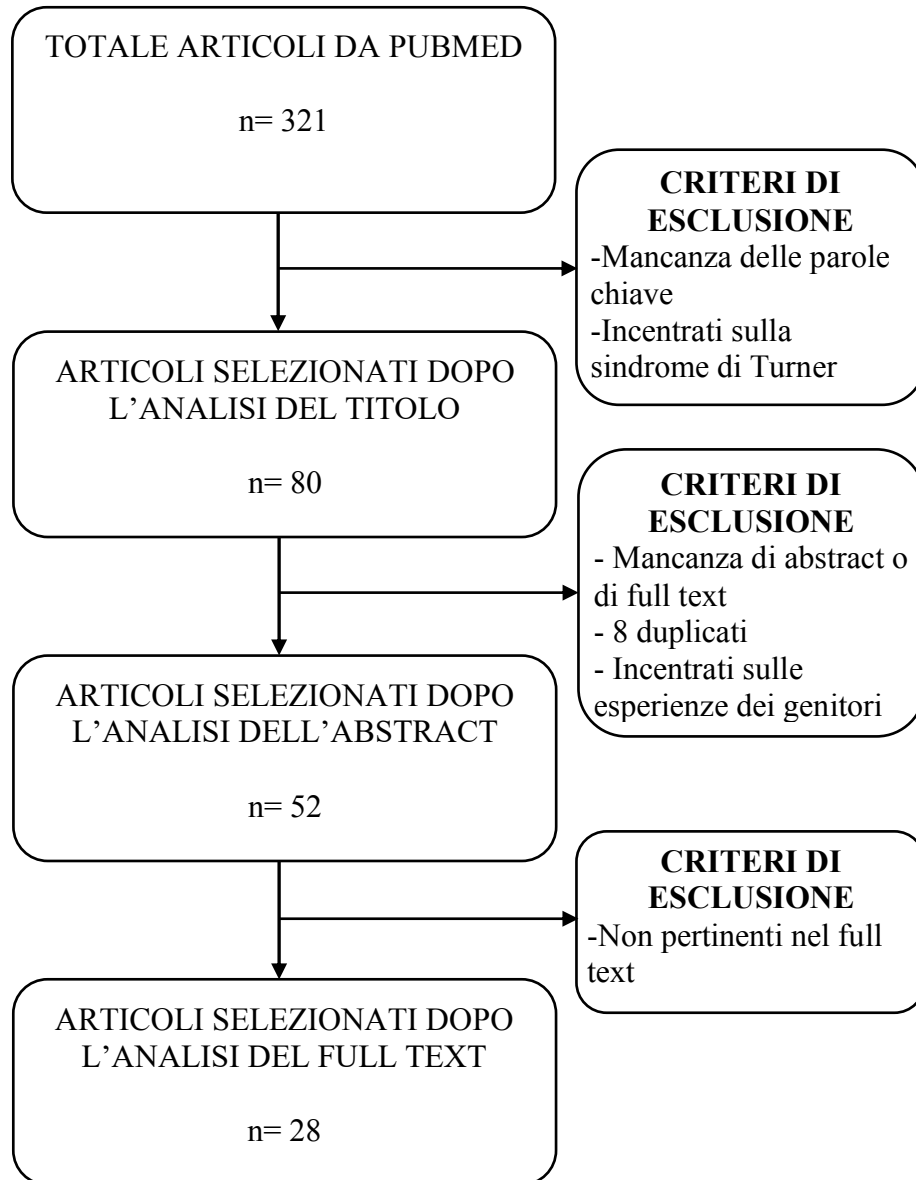 TOTALE ARTICOLI DA PUBMED
n= 321
CRITERI DI
ESCLUSIONE
-Mancanza delle parole
chiave
-Incentrati sulla
sindrome di Turner
ARTICOLI SELEZIONATI DOPO
L’ANALISI DEL TITOLO
n= 80
CRITERI DI
ESCLUSIONE
- Mancanza di abstract o
di full text
- 8 duplicati
- Incentrati sulle
esperienze dei genitori
ARTICOLI SELEZIONATI DOPO
L’ANALISI DELL’ABSTRACT
n= 52
CRITERI DI
ESCLUSIONE
-Non pertinenti nel full
text
ARTICOLI SELEZIONATI DOPO
L’ANALISI DEL FULL TEXT
n= 28